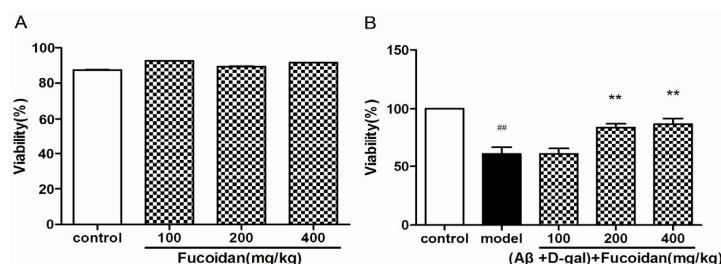 A
Viability(%)
100
80
60
40
20
0
control
100
200
400
Fucoidan(mg/kg)
B
Viability(%)
150
100
50
0
##
**
**
control
model
100
200
400
(Aβ +D-gal)+Fucoidan(mg/kg)